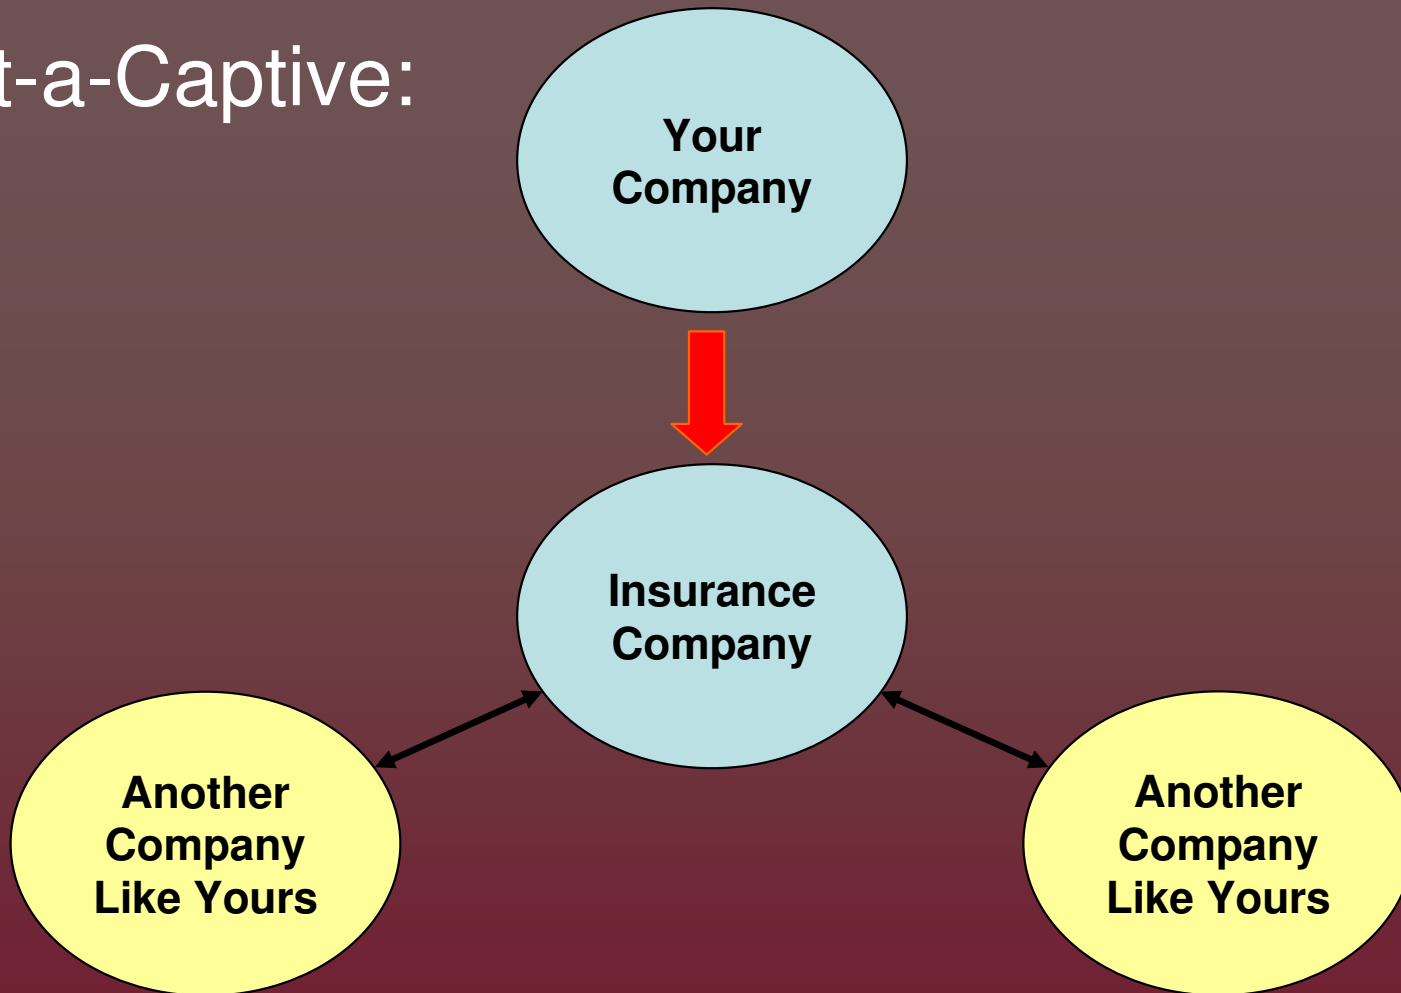 t-a-Captive:
Your
Company
Insurance
Company
Another
Company
Like Yours
Another
Company
Like Yours